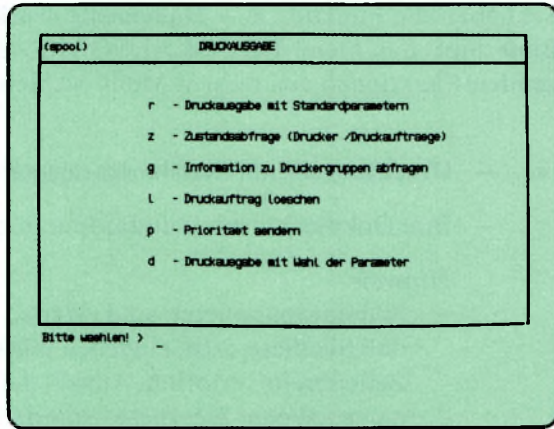 (spool) DRUCKAUSGABE
r - Druckausgabe mit Standardparametern
z - Zustandsabfrage (Drucker /Druckauftraege)
g - Information zu Druckergruppen abfragen
l - Druckauftrag loeschen
p - Prioritaet aendern
d - Druckausgabe mit Wahl der Parameter
Bitte waehlen! > _